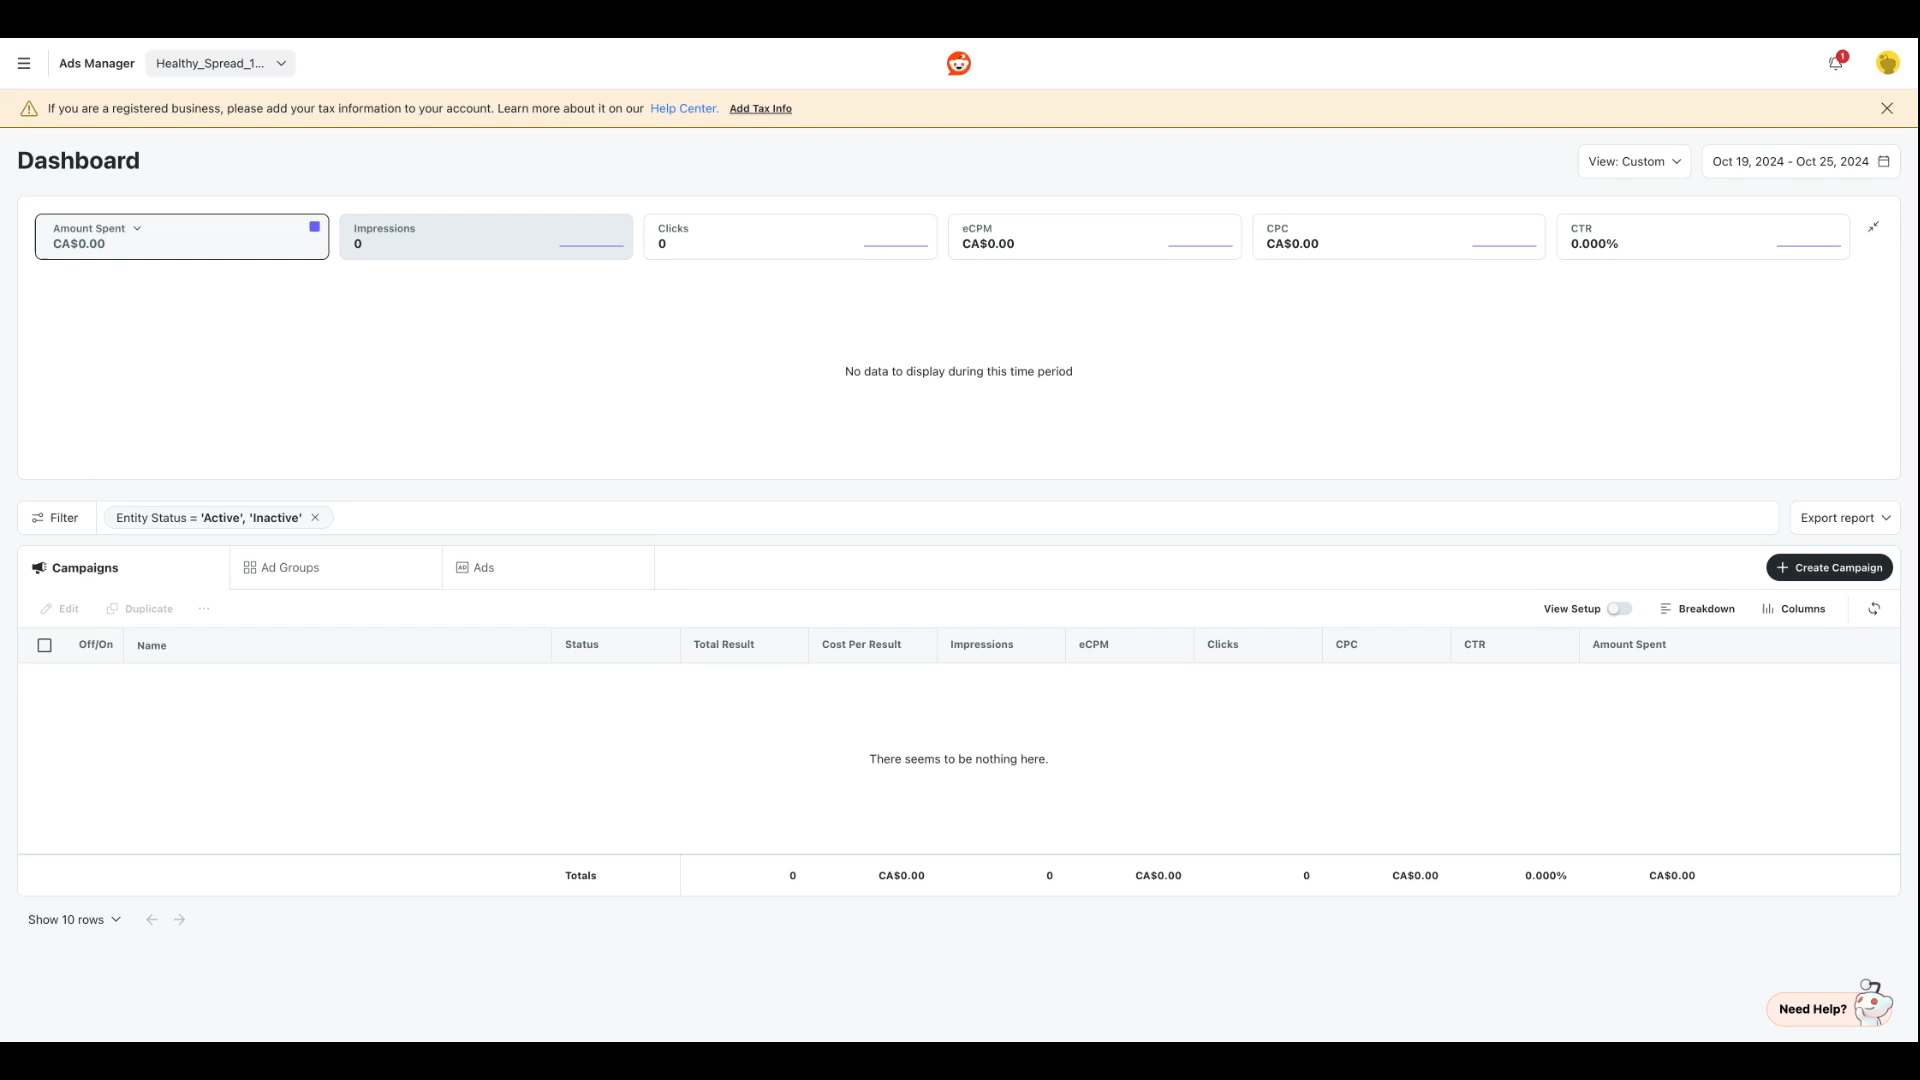 Ads Manager
Healthy_Spread_1...
1
If you are a registered business, please add your tax information to your account. Learn more about it on our Help Center. Add Tax Info
Dashboard
View: Custom
Oct 19, 2024 - Oct 25, 2024
Amount Spent
CA$0.00
Impressions
0
Clicks
0
eCPM
CA$0.00
CPC
CA$0.00
CTR
0.000%
No data to display during this time period
Filter
Entity Status = 'Active', 'Inactive'
Export report
Campaigns
Ad Groups
AD Ads
Create Campaign
Edit
Duplicate
View Setup
Breakdown
Columns
Off/On
Name
Status
Total Result
Cost Per Result
Impressions
eCPM
Clicks
CPC
CTR
Amount Spent
There seems to be nothing here.
Totals
0
CA$0.00
0
CA$0.00
0
CA$0.00
0.000%
CA$0.00
Show 10 rows
Need Help?